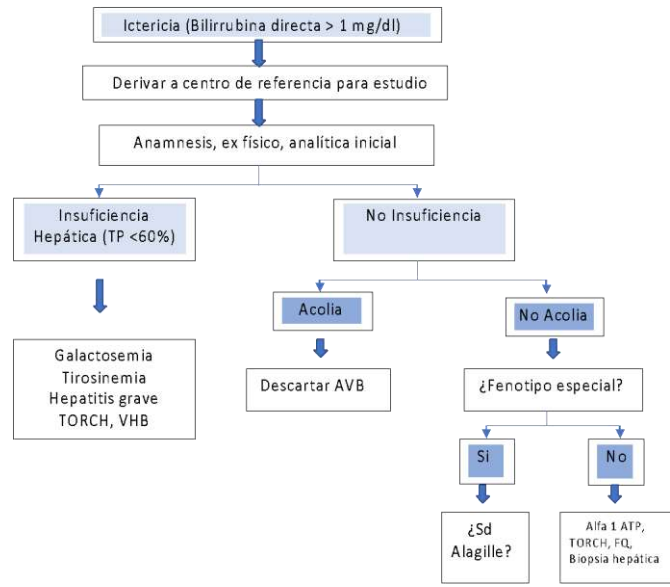 Ictericia (Bilirrubina directa > 1 mg/dl)
Derivar a centro de referencia para estudio
Anamnesis, ex físico, analítica inicial
Insuficiencia
Hepática (TP <60%)
No Insuficiencia
Acolia
No Acolia
Galactosemia
Tirosinemia
Hepatitis grave
TORCH, VHB
Descartar AVB
¿Fenotipo especial?
Si
No
¿Sd
Alagille?
Alfa 1 ATP,
TORCH, FQ,
Biopsia hepática